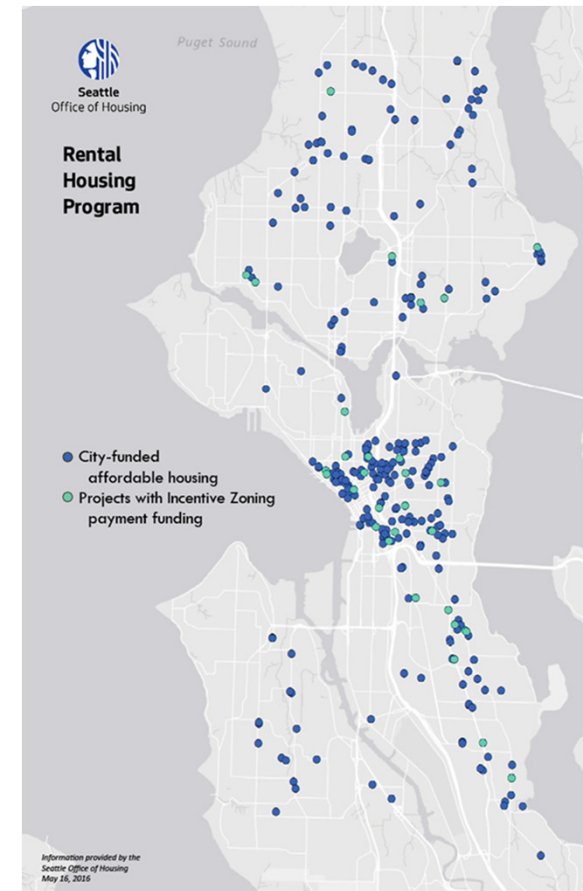 Puget Sound
Seattle
Office of Housing
Rental
Housing
Program
City-funded
affordable housing
Projects with Incentive Zoning
payment funding
Information provided by the
Seattle Office of Housing
May 16, 2016